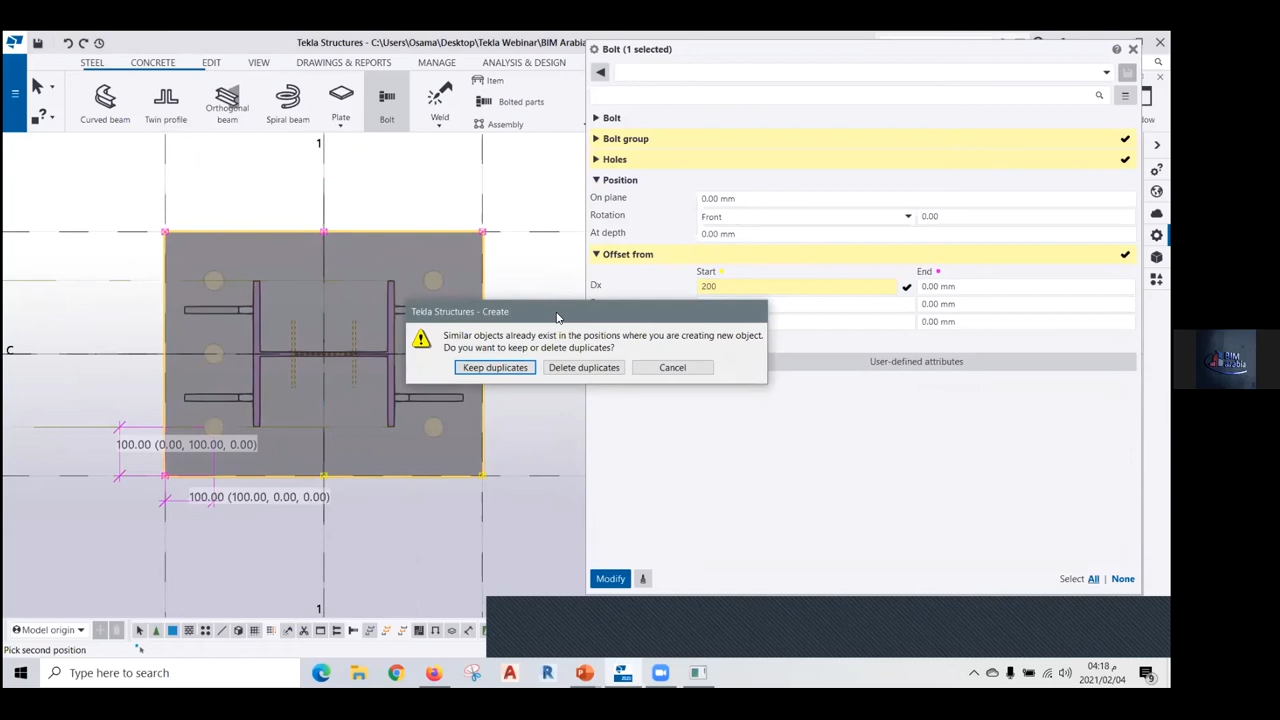 Tekla Structures - C:\Users\Osama\Desktop\Tekla Webinar\BIM Arabia
STEEL CONCRETE EDIT VIEW DRAWINGS & REPORTS MANAGE ANALYSIS & DESIGN
Curved beam
Twin profile
Orthogonal
beam
Spiral beam
Plate
Bolt
Weld
Item
Bolted parts
Assembly
Bolt (1 selected)
Bolt
Bolt group
Holes
Position
On plane 0.00 mm
Rotation Front 0.00
At depth 0.00 mm
Offset from
Start End
Dx 200 0.00 mm
0.00 mm
0.00 mm
User-defined attributes
Modify
Select All None
1
C
100.00 (0.00, 100.00, 0.00)
100.00 (100.00, 0.00, 0.00)
1
Tekla Structures - Create
Similar objects already exist in the positions where you are creating new object.
Do you want to keep or delete duplicates?
Keep duplicates Delete duplicates Cancel
Model origin
Pick second position
BIM
arabia
Type here to search
04:18 م
2021/02/04
9